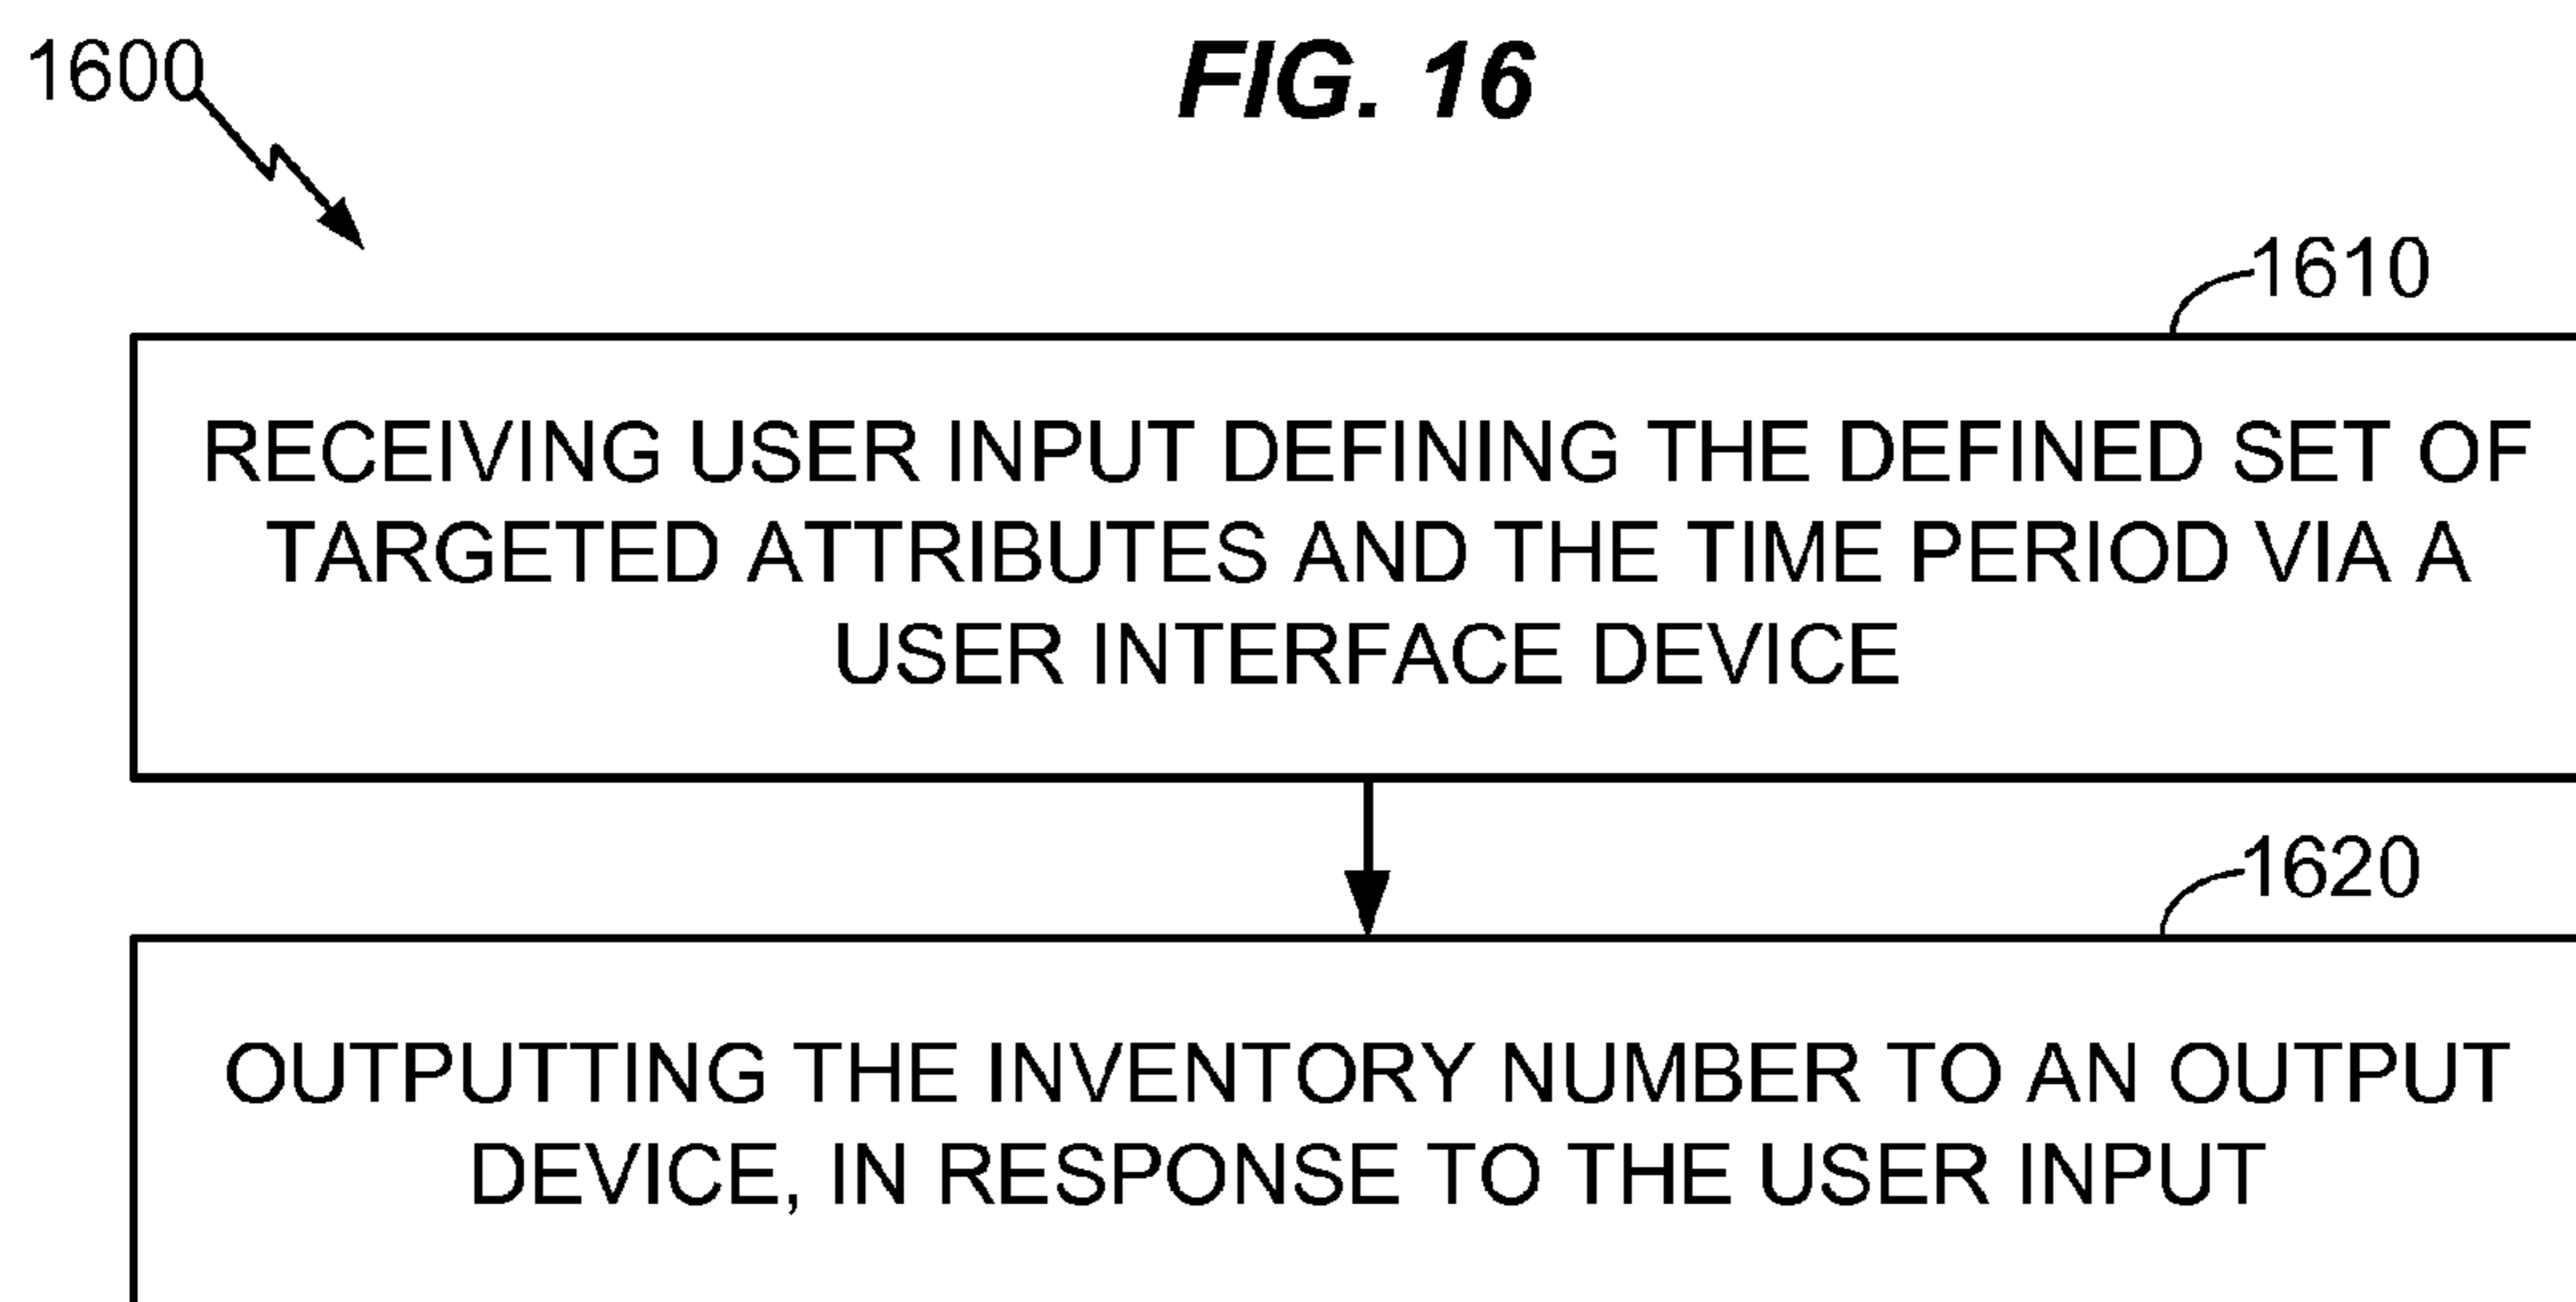 1600
FIG. 16
1610
RECEIVING USER INPUT DEFINING THE DEFINED SET OF
TARGETED ATTRIBUTES AND THE TIME PERIOD VIA A
USER INTERFACE DEVICE
1620
OUTPUTTING THE INVENTORY NUMBER TO AN OUTPUT
DEVICE, IN RESPONSE TO THE USER INPUT